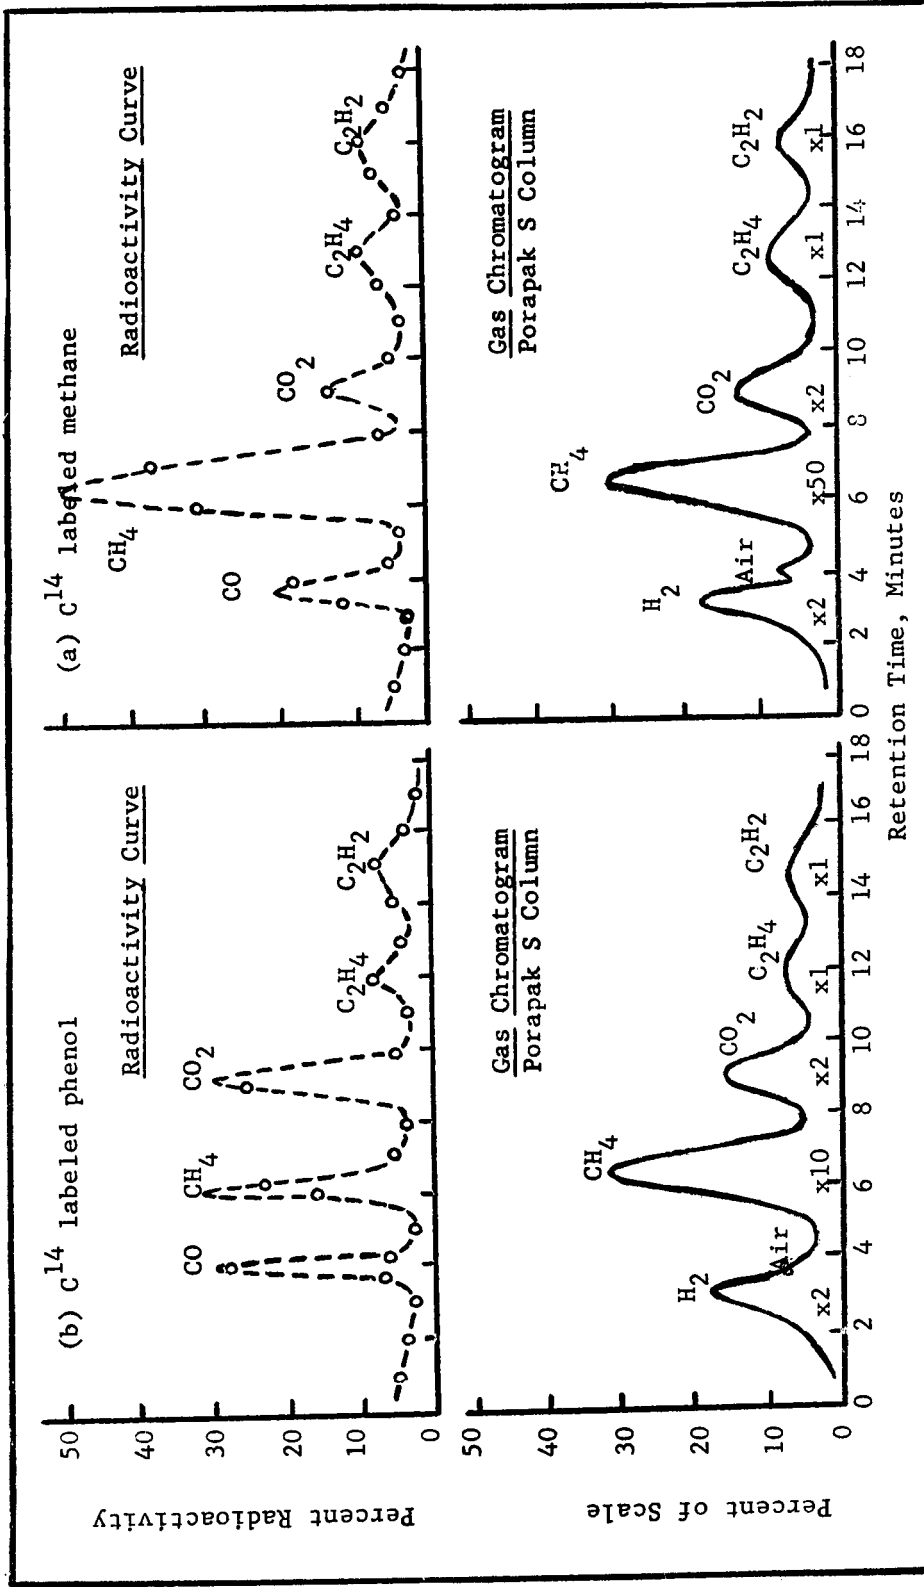 (b) C14 labeled phenol
Radioactivity Curve
Percent Radioactivity
50
40
30
20
10
0
CO
CH4
CO2
C2H4
C2H2
Gas Chromatogram
Porapak S Column
Percent of Scale
50
40
30
20
10
0
H2
Air
CH4
CO2
C2H4
C2H2
x2
x10
x2
x1
x1
0 2 4 6 8 10 12 14 16 18
(a) C14 labeled methane
Radioactivity Curve
CO
CH4
CO2
C2H4
C2H2
Gas Chromatogram
Porapak S Column
H2
Air
CH4
CO2
C2H4
C2H2
x2
x50
x2
x1
x1
0 2 4 6 8 10 12 14 16 18
Retention Time, Minutes